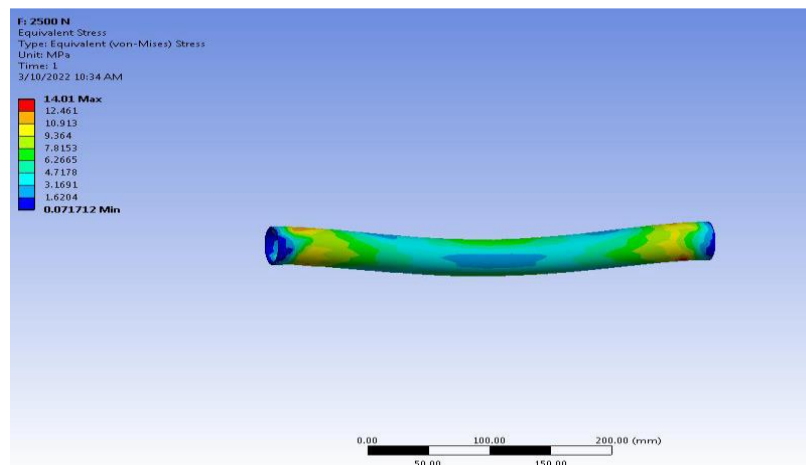 F: 2500 N
Equivalent Stress
Type: Equivalent (von-Mises) Stress
Unit: MPa
Time: 1
3/10/2022 10:34 AM
14.01 Max
12.461
10.913
9.364
7.8153
6.2665
4.7178
3.1691
1.6204
0.071712 Min
0.00 100.00 200.00 (mm)
50.00 150.00